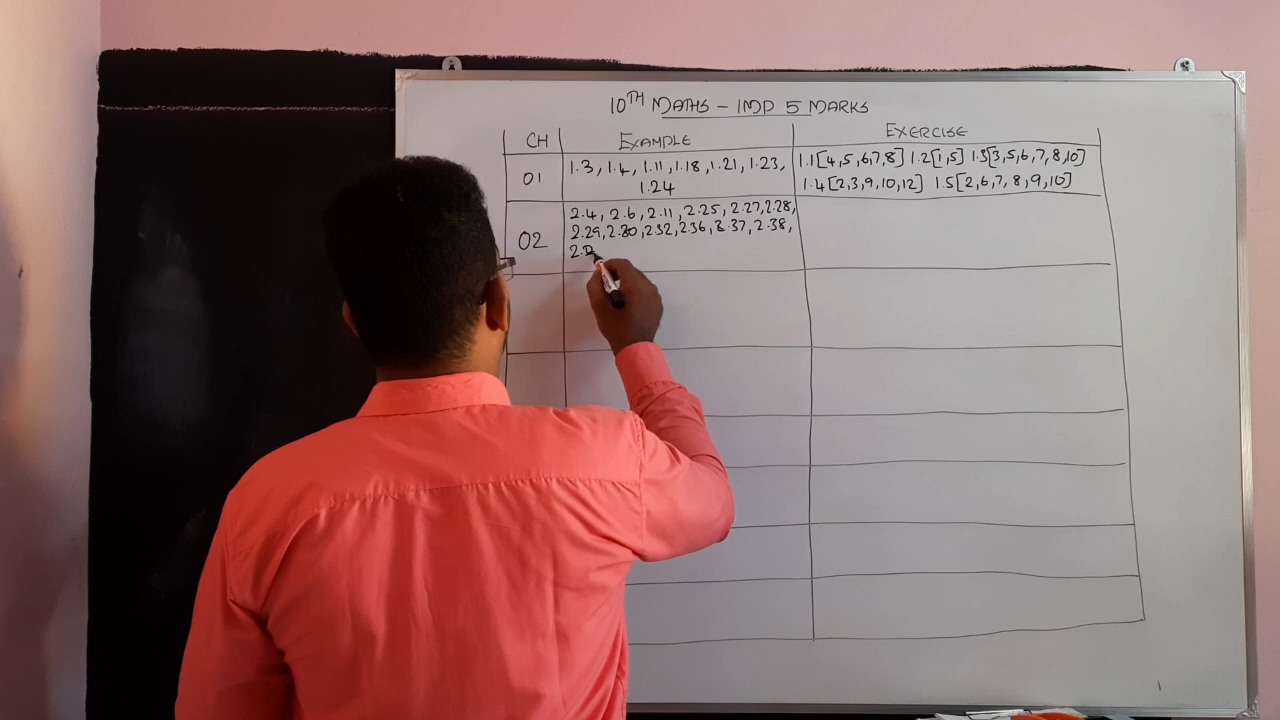 10TH MATHS - IMP 5 MARKS
CH EXAMPLE EXERCISE
01
1.3, 1.4, 1.11, 1.18, 1.21, 1.23,
1.24
1.1[4,5,6,7,8] 1.2[1,5] 1.3[3,5,6,7,8,10]
1.4[2,3,9,10,12] 1.5[2,6,7,8,9,10]
02
2.4, 2.6, 2.11, 2.25, 2.27, 2.28,
2.29, 2.30, 2.32, 2.36, 2.37, 2.38,